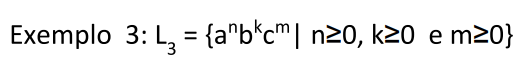 Exemplo 3: L₃ = {aⁿbᵏcᵐ| n≥0, k≥0 e m≥0}